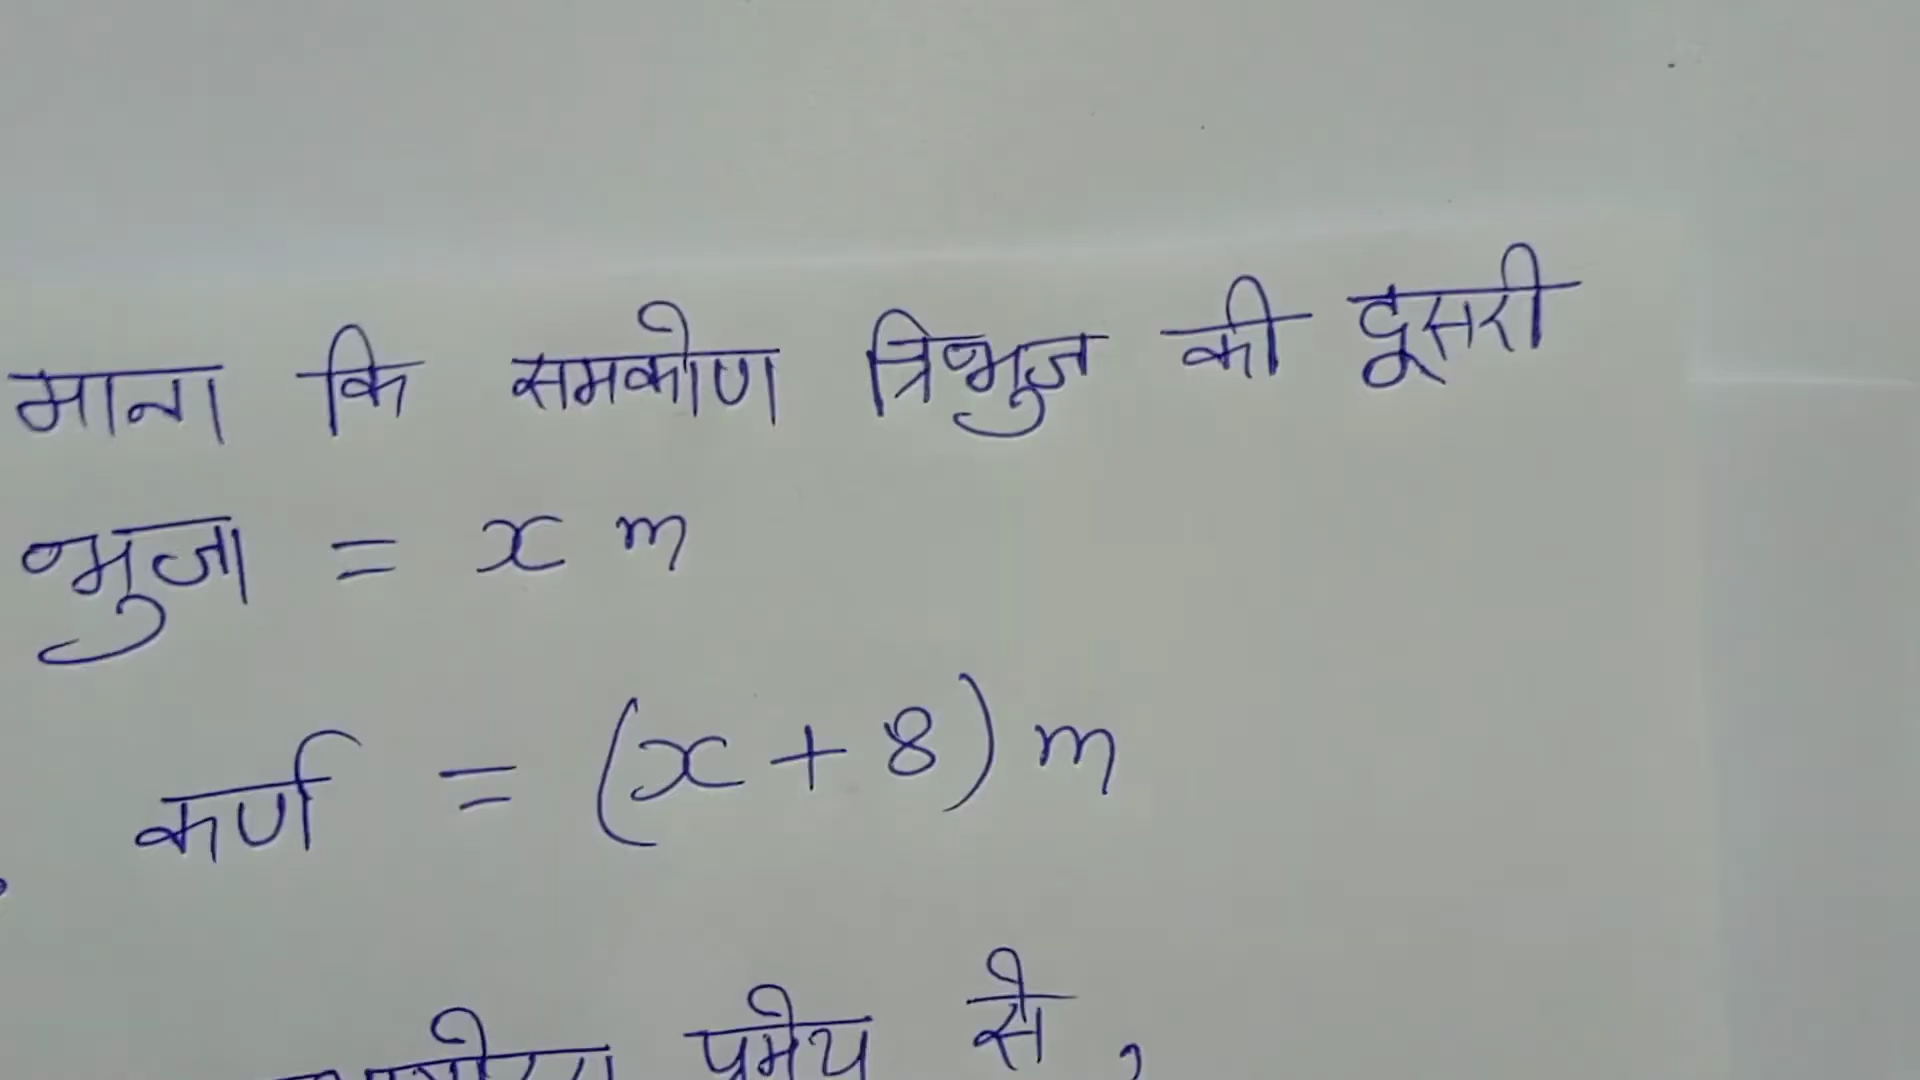 माना कि समकोण त्रिभुज की दूसरी
भुजा = x m
कर्ण = (x + 8) m
प्रमेय से ,